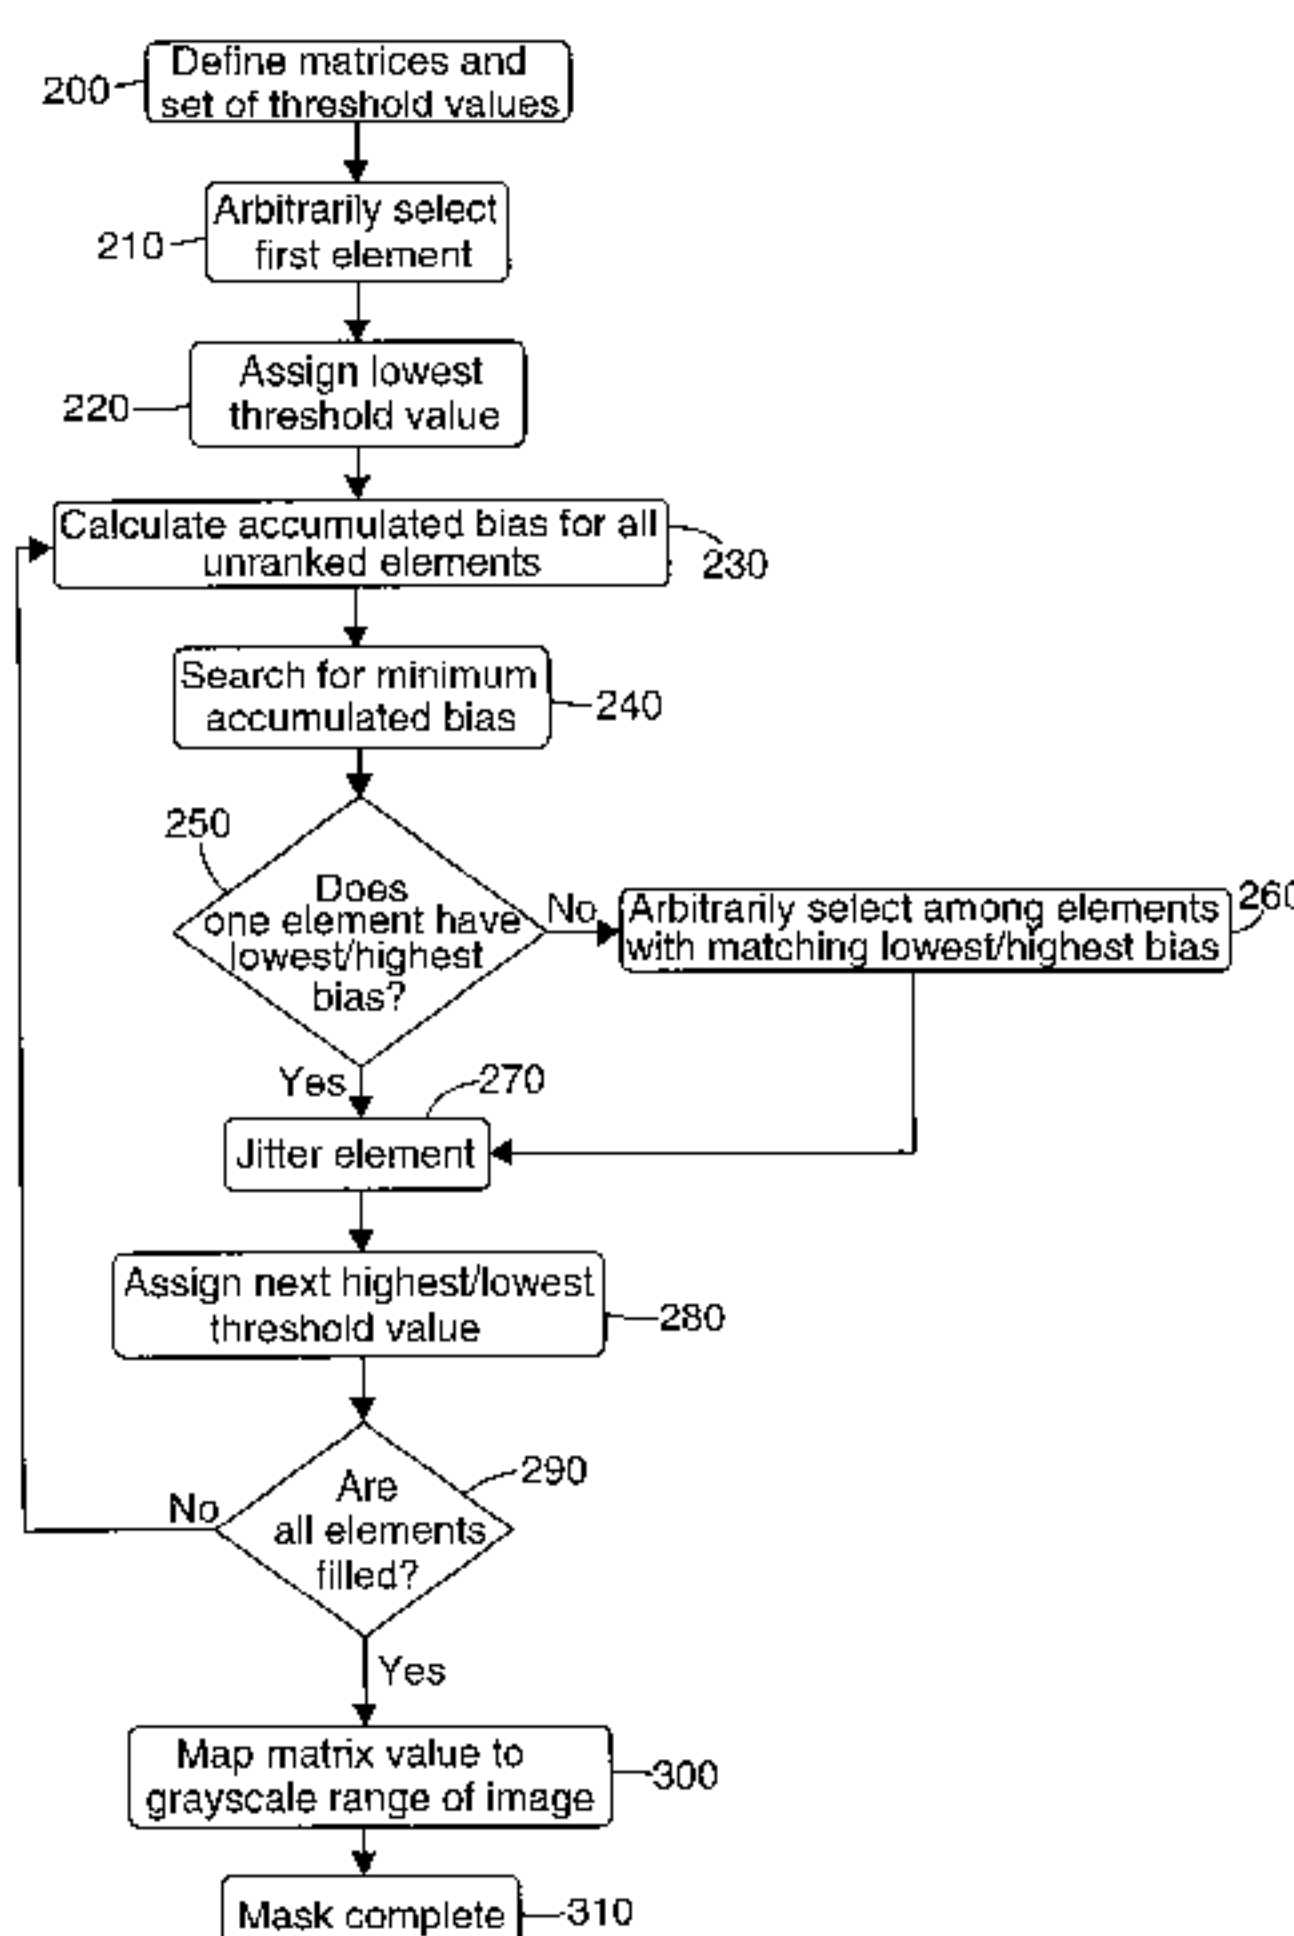 Define matrices and
set of threshold values
200
Arbitrarily select
first element
210
Assign lowest
threshold value
220
Calculate accumulated bias for all
unranked elements
230
Search for minimum
accumulated bias
240
250
Does
one element have
lowest/highest
bias?
No
Arbitrarily select among elements
with matching lowest/highest bias
260
Yes
270
Jitter element
Assign next highest/lowest
threshold value
280
290
Are
all elements
filled?
No
Yes
Map matrix value to
grayscale range of image
300
Mask complete
310